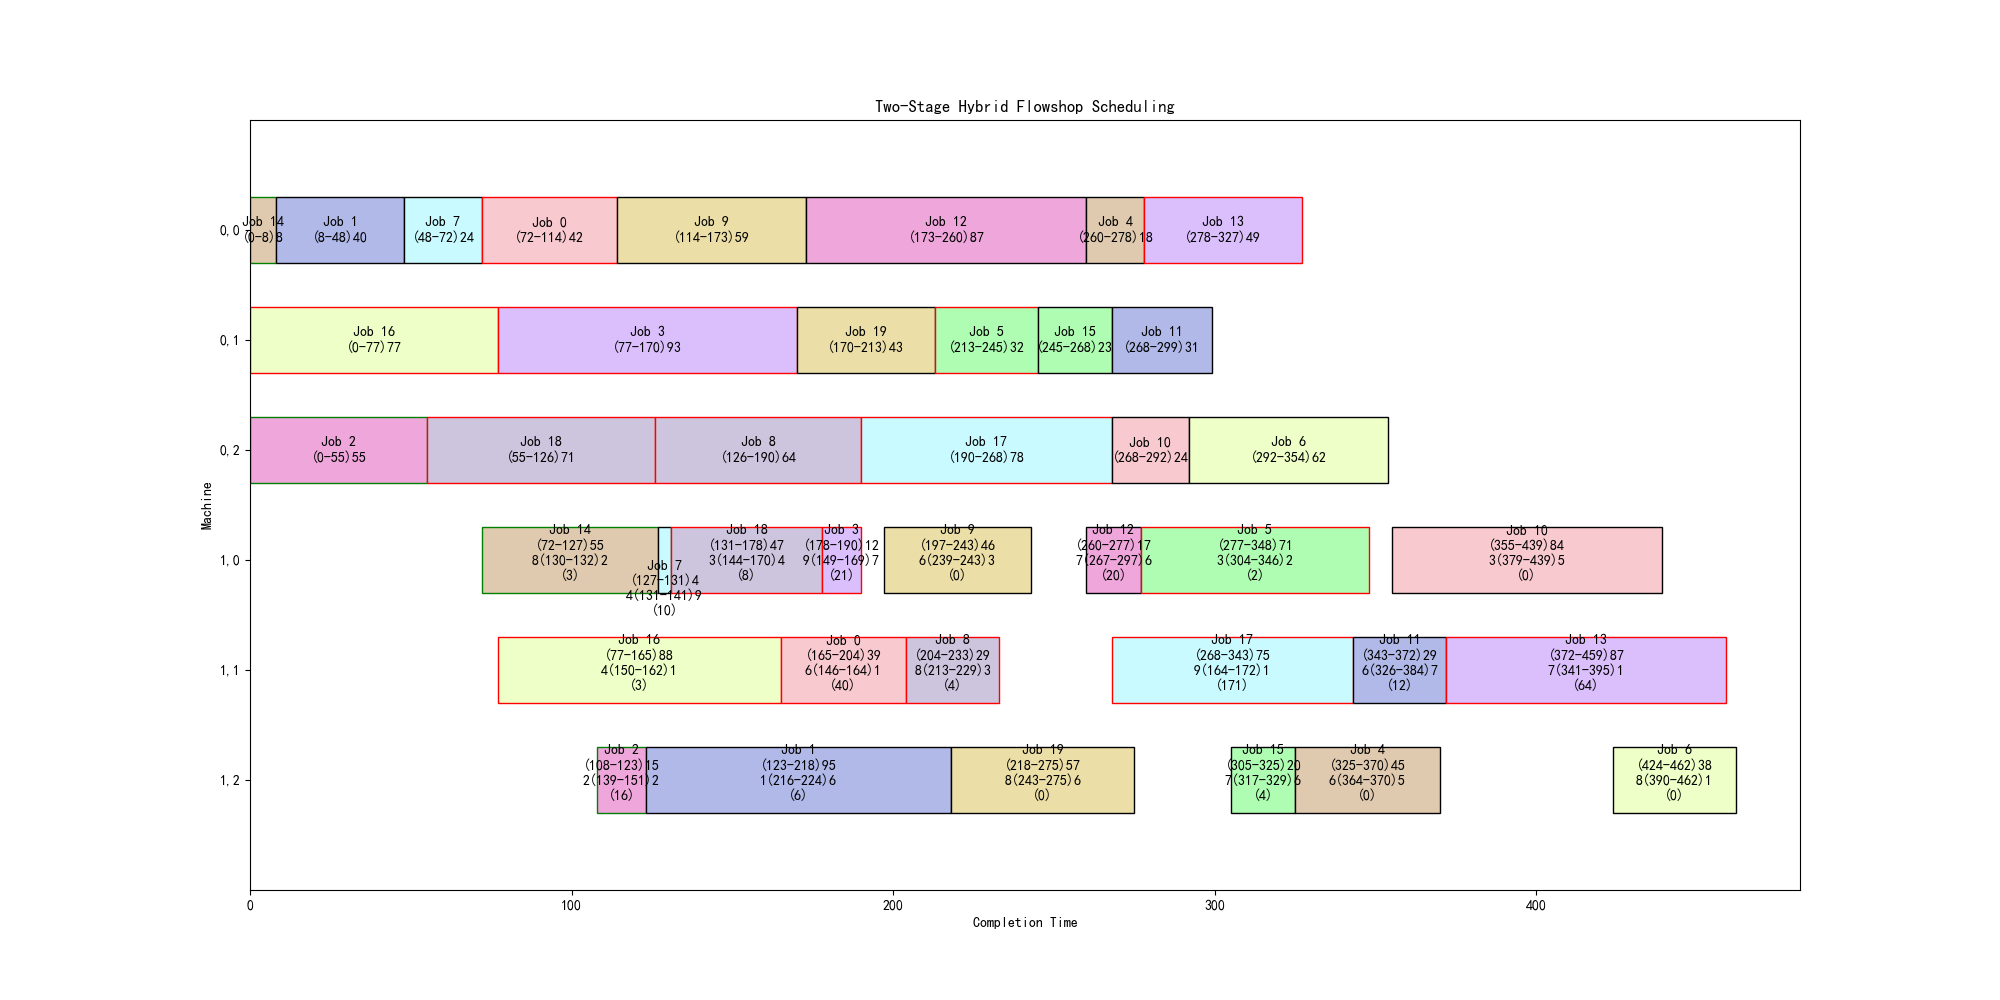 Two-Stage Hybrid Flowshop Scheduling
Machine
0,0
Job 14
(0-8)8
Job 1
(8-48)40
Job 7
(48-72)24
Job 0
(72-114)42
Job 9
(114-173)59
Job 12
(173-260)87
Job 4
(260-278)18
Job 13
(278-327)49
0,1
Job 16
(0-77)77
Job 3
(77-170)93
Job 19
(170-213)43
Job 5
(213-245)32
Job 15
(245-268)23
Job 11
(268-299)31
0,2
Job 2
(0-55)55
Job 18
(55-126)71
Job 8
(126-190)64
Job 17
(190-268)78
Job 10
(268-292)24
Job 6
(292-354)62
1,0
Job 14
(72-127)55
8(130-132)2
(3)
Job 7
(127-131)4
4(131-141)9
(10)
Job 18
(131-178)47
3(144-170)4
(8)
Job 3
(178-190)12
9(149-169)7
(21)
Job 9
(197-243)46
6(239-243)3
(0)
Job 12
(260-277)17
7(267-297)6
(20)
Job 5
(277-348)71
3(304-346)2
(2)
Job 10
(355-439)84
3(379-439)5
(0)
1,1
Job 16
(77-165)88
4(150-162)1
(3)
Job 0
(165-204)39
6(146-164)1
(40)
Job 8
(204-233)29
8(213-229)3
(4)
Job 17
(268-343)75
9(164-172)1
(171)
Job 11
(343-372)29
6(326-384)7
(12)
Job 13
(372-459)87
7(341-395)1
(64)
1,2
Job 2
(108-123)15
2(139-151)2
(16)
Job 1
(123-218)95
1(216-224)6
(6)
Job 19
(218-275)57
8(243-275)6
(0)
Job 15
(305-325)20
7(317-329)6
(4)
Job 4
(325-370)45
6(364-370)5
(0)
Job 6
(424-462)38
8(390-462)1
(0)
0
100
200
300
400
Completion Time